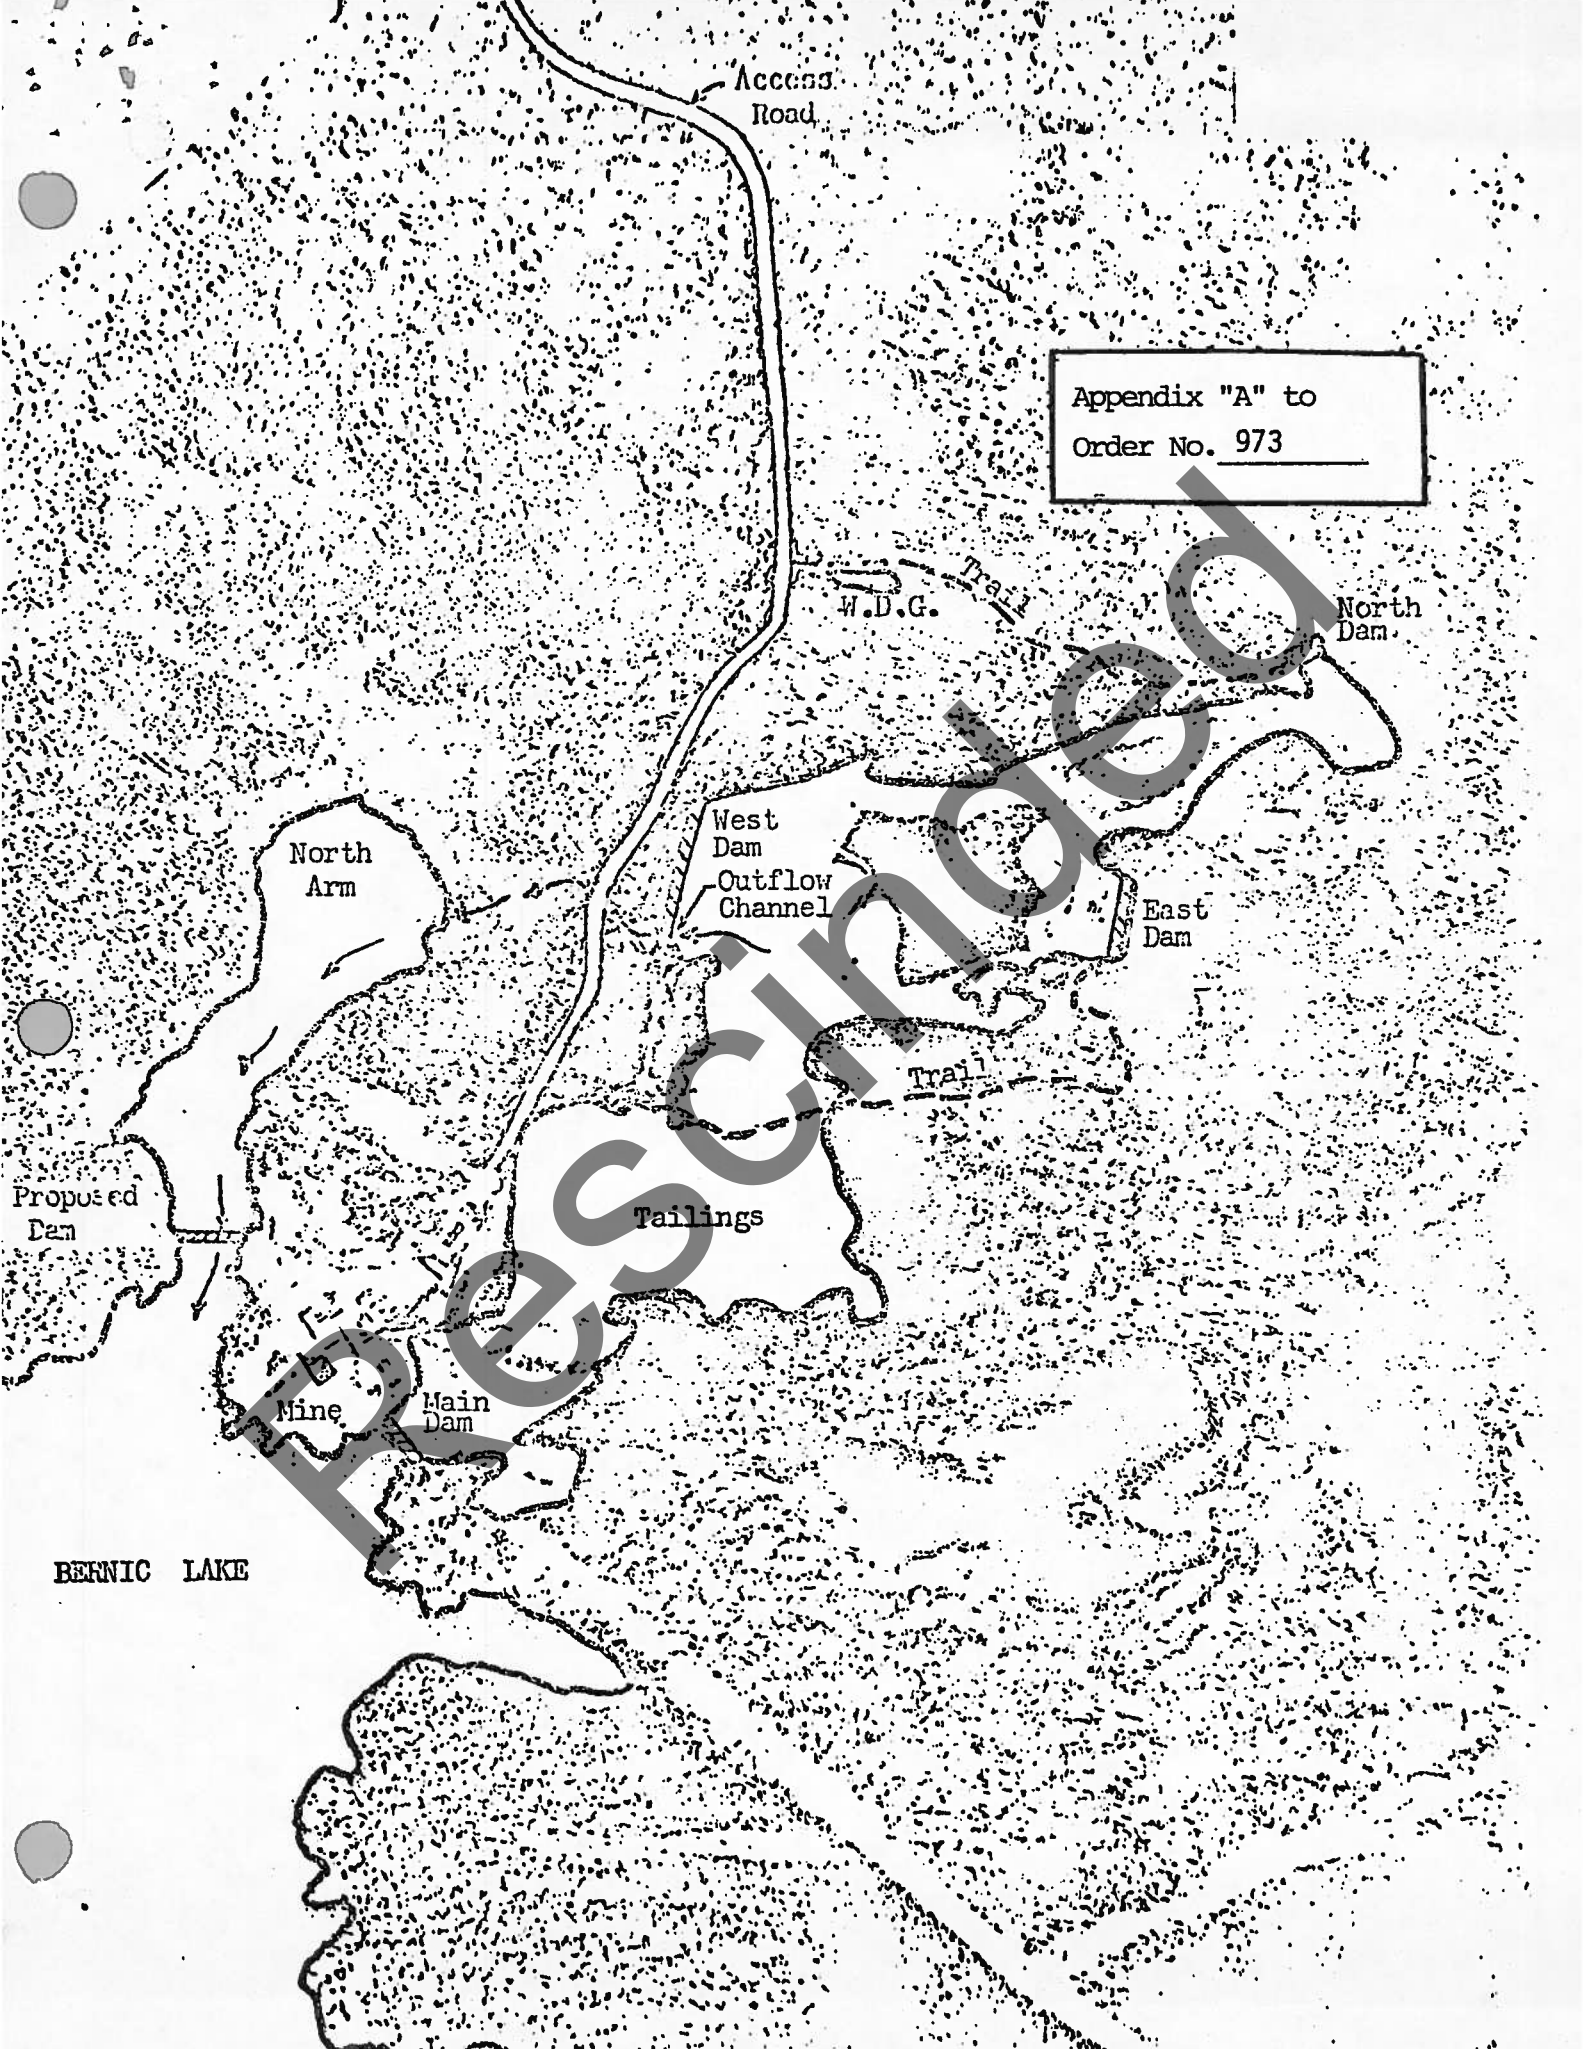 Access
Road
Appendix "A" to
Order No. 973
Trail
W.D.G.
North
Dam
West
Dam
North
Arm
Outflow
Channel
East
Dam
Trail
Proposed
Dam
Tailings
Mine
Main
Dam
BERNIC LAKE
Rescinded